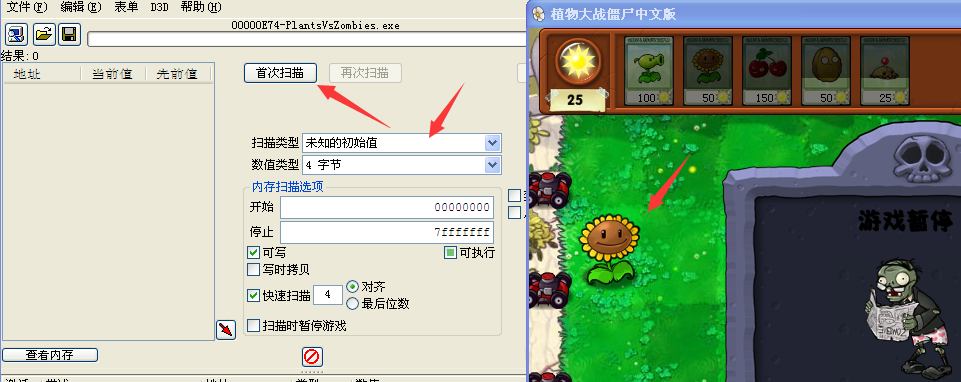 文件(F) 编辑(E) 表单 D3D 帮助(H)
00000E74-PlantsVsZombies.exe
结果: 0
地址 当前值 先前值
首次扫描 再次扫描
扫描类型 未知的初始值
数值类型 4 字节
内存扫描选项
开始 00000000
停止 7fffffff
可写 可执行
写时拷贝
快速扫描 4 对齐
最后位数
扫描时暂停游戏
查看内存
植物大战僵尸中文版
25
100 50 150 50 25
游戏暂停